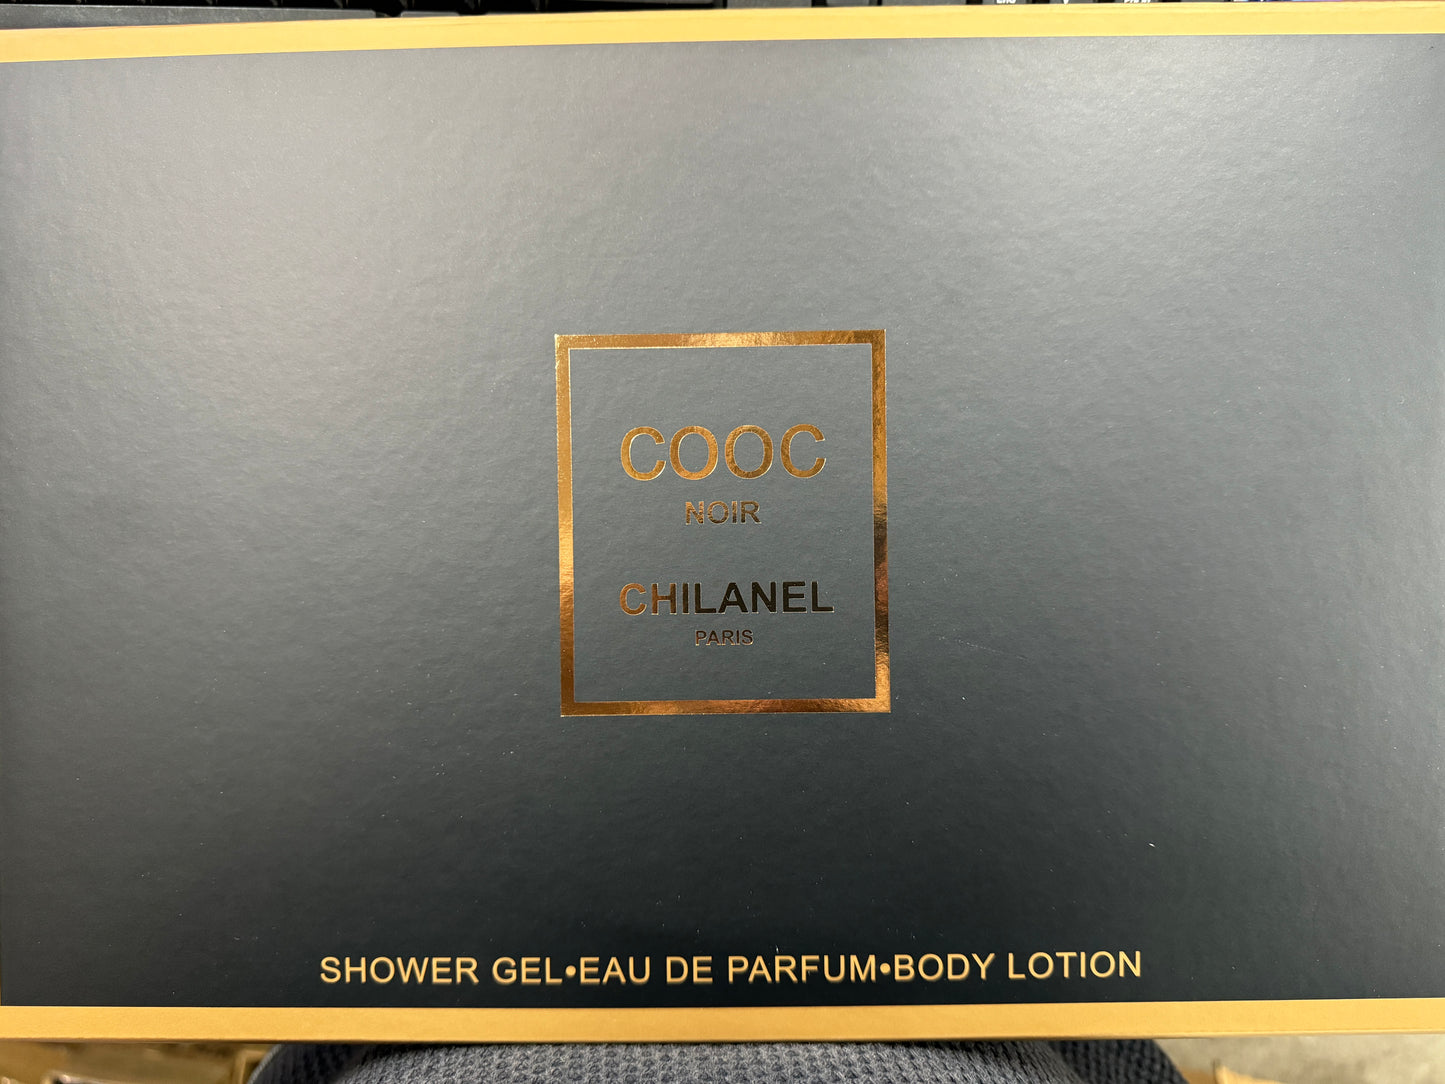 COOC
NOIR
CHILANEL
PARIS
SHOWER GEL•EAU DE PARFUM•BODY LOTION